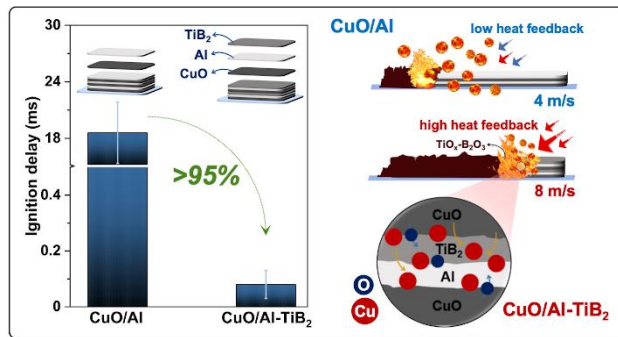 30
24
18
0.4
0.2
0
Ignition delay (ms)
TiB₂
Al
CuO
>95%
CuO/Al
CuO/Al-TiB₂
CuO/Al
low heat feedback
4 m/s
high heat feedback
TiOₓ-B₂O₃
8 m/s
CuO
TiB₂
Al
CuO
O
Cu
CuO/Al-TiB₂